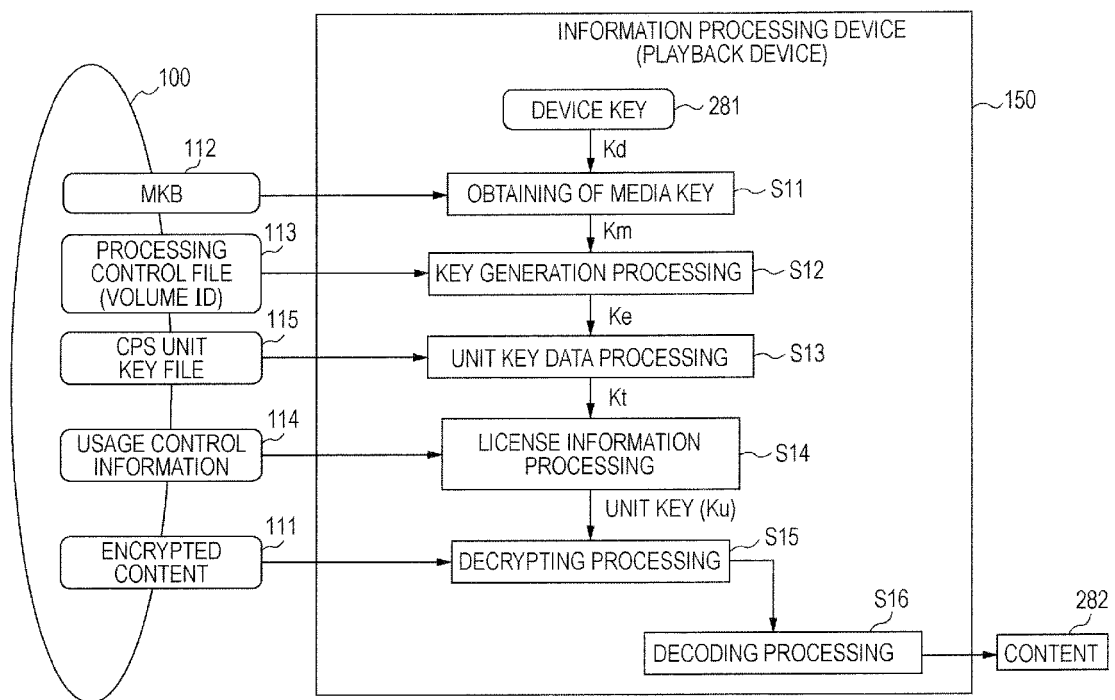 INFORMATION PROCESSING DEVICE
(PLAYBACK DEVICE)
100
150
DEVICE KEY
281
Kd
112
MKB
OBTAINING OF MEDIA KEY
S11
Km
113
PROCESSING
CONTROL FILE
(VOLUME ID)
KEY GENERATION PROCESSING
S12
Ke
115
CPS UNIT
KEY FILE
UNIT KEY DATA PROCESSING
S13
Kt
114
USAGE CONTROL
INFORMATION
LICENSE INFORMATION
PROCESSING
S14
UNIT KEY (Ku)
111
ENCRYPTED
CONTENT
DECRYPTING PROCESSING
S15
S16
DECODING PROCESSING
282
CONTENT